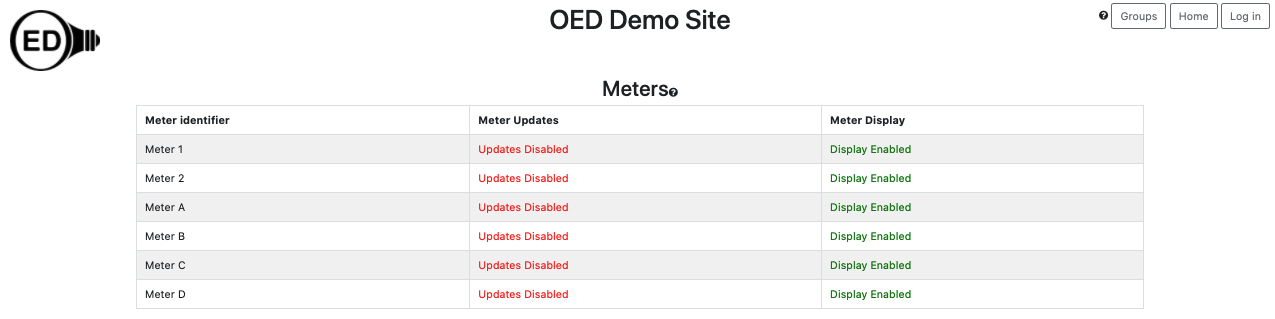 ED
OED Demo Site
? Groups Home Log in
Meters?
Meter identifier Meter Updates Meter Display
Meter 1 Updates Disabled Display Enabled
Meter 2 Updates Disabled Display Enabled
Meter A Updates Disabled Display Enabled
Meter B Updates Disabled Display Enabled
Meter C Updates Disabled Display Enabled
Meter D Updates Disabled Display Enabled